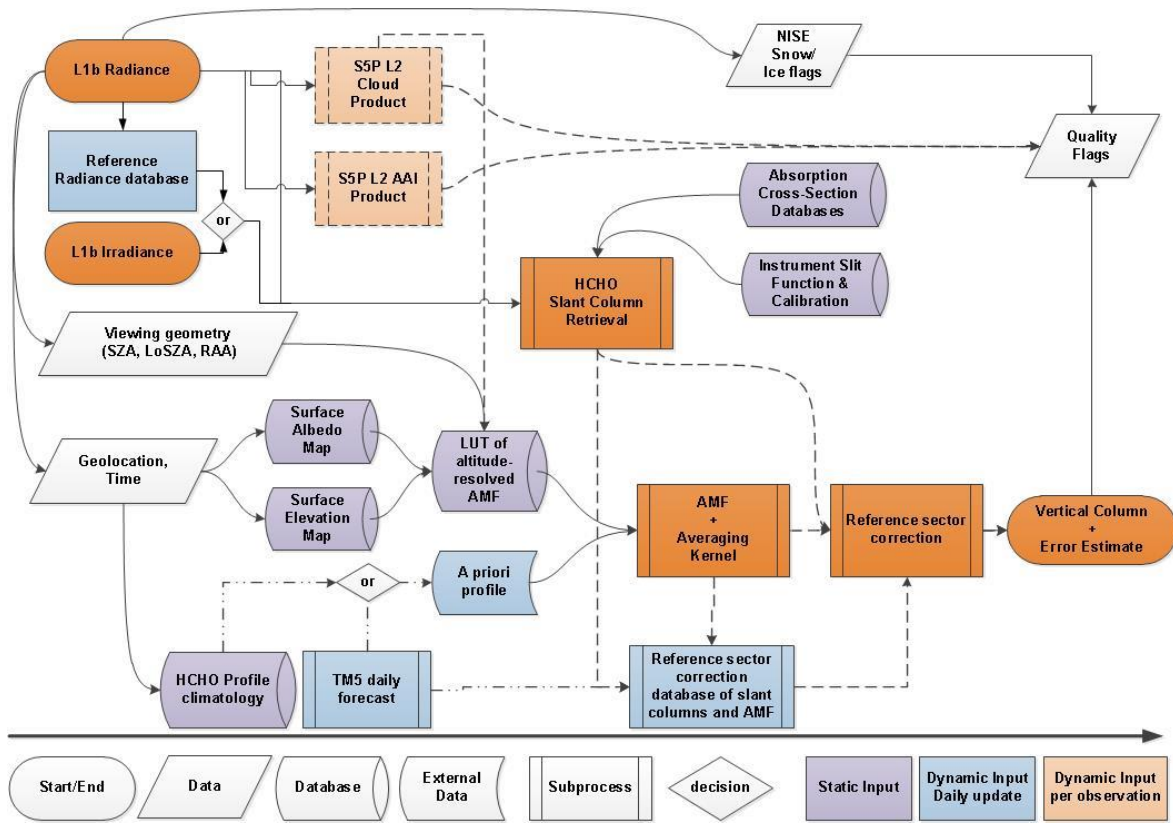 L1b Radiance
S5P L2
Cloud
Product
NISE
Snow/
Ice flags
Quality
Flags
Reference
Radiance database
S5P L2 AAI
Product
Absorption
Cross-Section
Databases
or
L1b Irradiance
HCHO
Slant Column
Retrieval
Instrument Slit
Function &
Calibration
Viewing geometry
(SZA, LoSZA, RAA)
Surface
Albedo
Map
LUT of
altitude-
resolved
AMF
Geolocation,
Time
Surface
Elevation
Map
AMF
+
Averaging
Kernel
Reference sector
correction
Vertical Column
+
Error Estimate
or
A priori
profile
HCHO Profile
climatology
TM5 daily
forecast
Reference sector
correction
database of slant
columns and AMF
Start/End
Data
Database
External
Data
Subprocess
decision
Static Input
Dynamic Input
Daily update
Dynamic Input
per observation